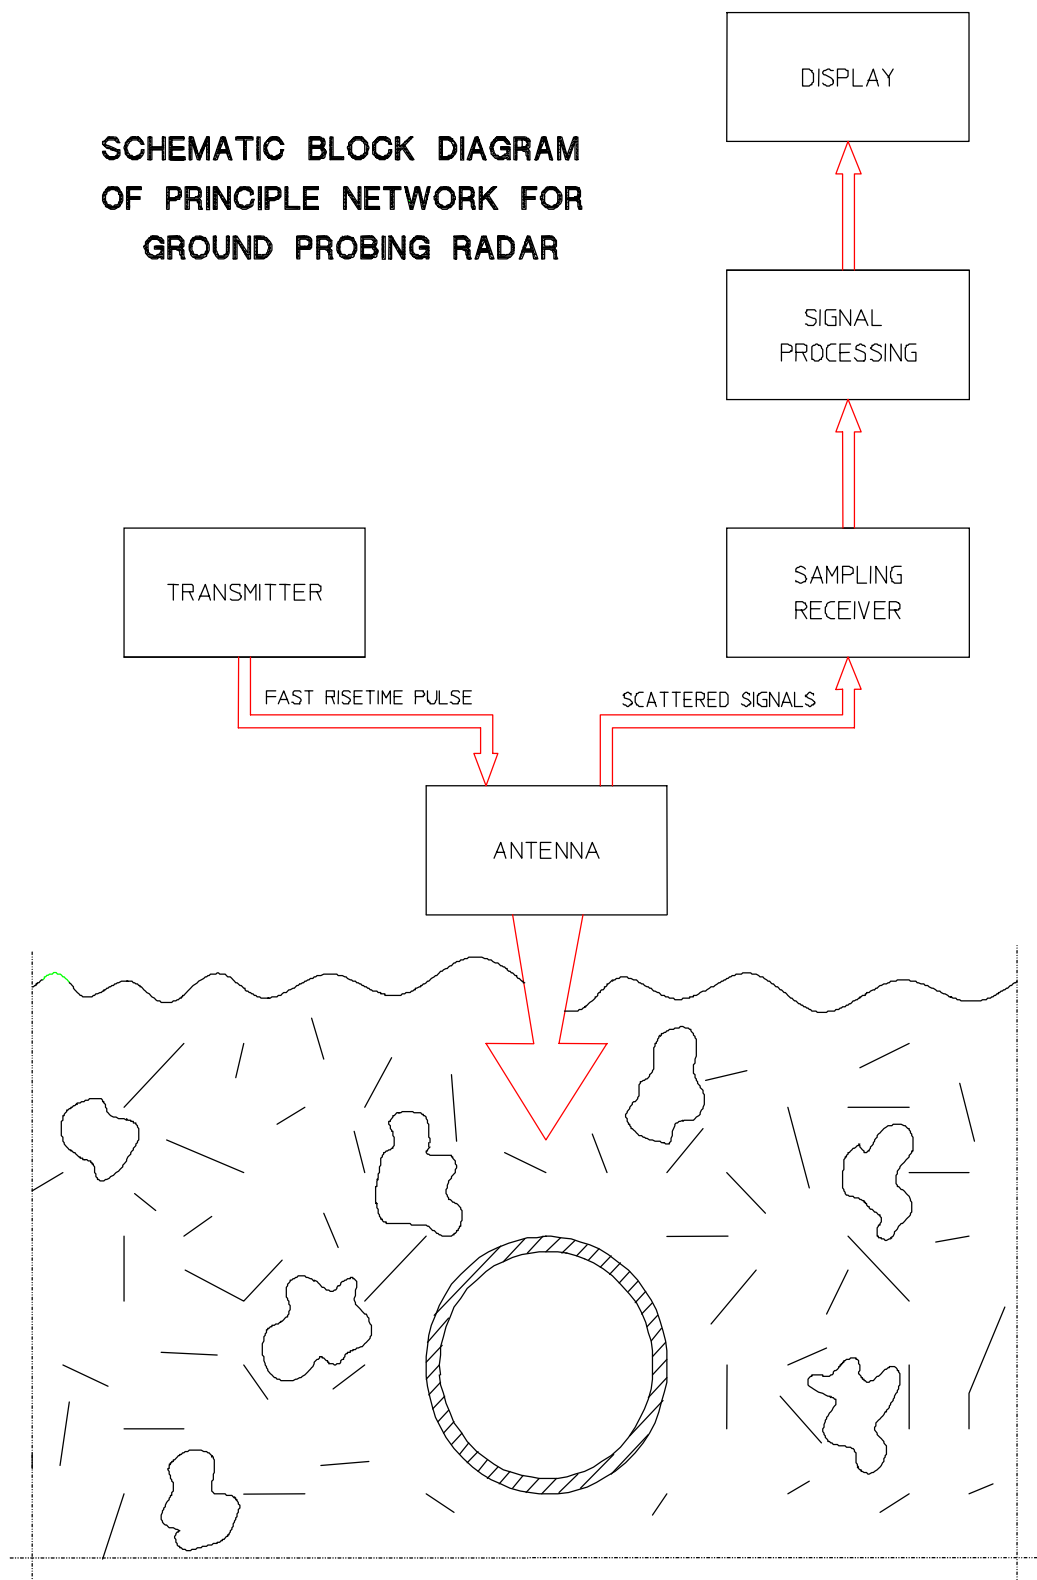 SCHEMATIC BLOCK DIAGRAM
OF PRINCIPLE NETWORK FOR
GROUND PROBING RADAR
DISPLAY
SIGNAL
PROCESSING
SAMPLING
RECEIVER
TRANSMITTER
FAST RISETIME PULSE
SCATTERED SIGNALS
ANTENNA